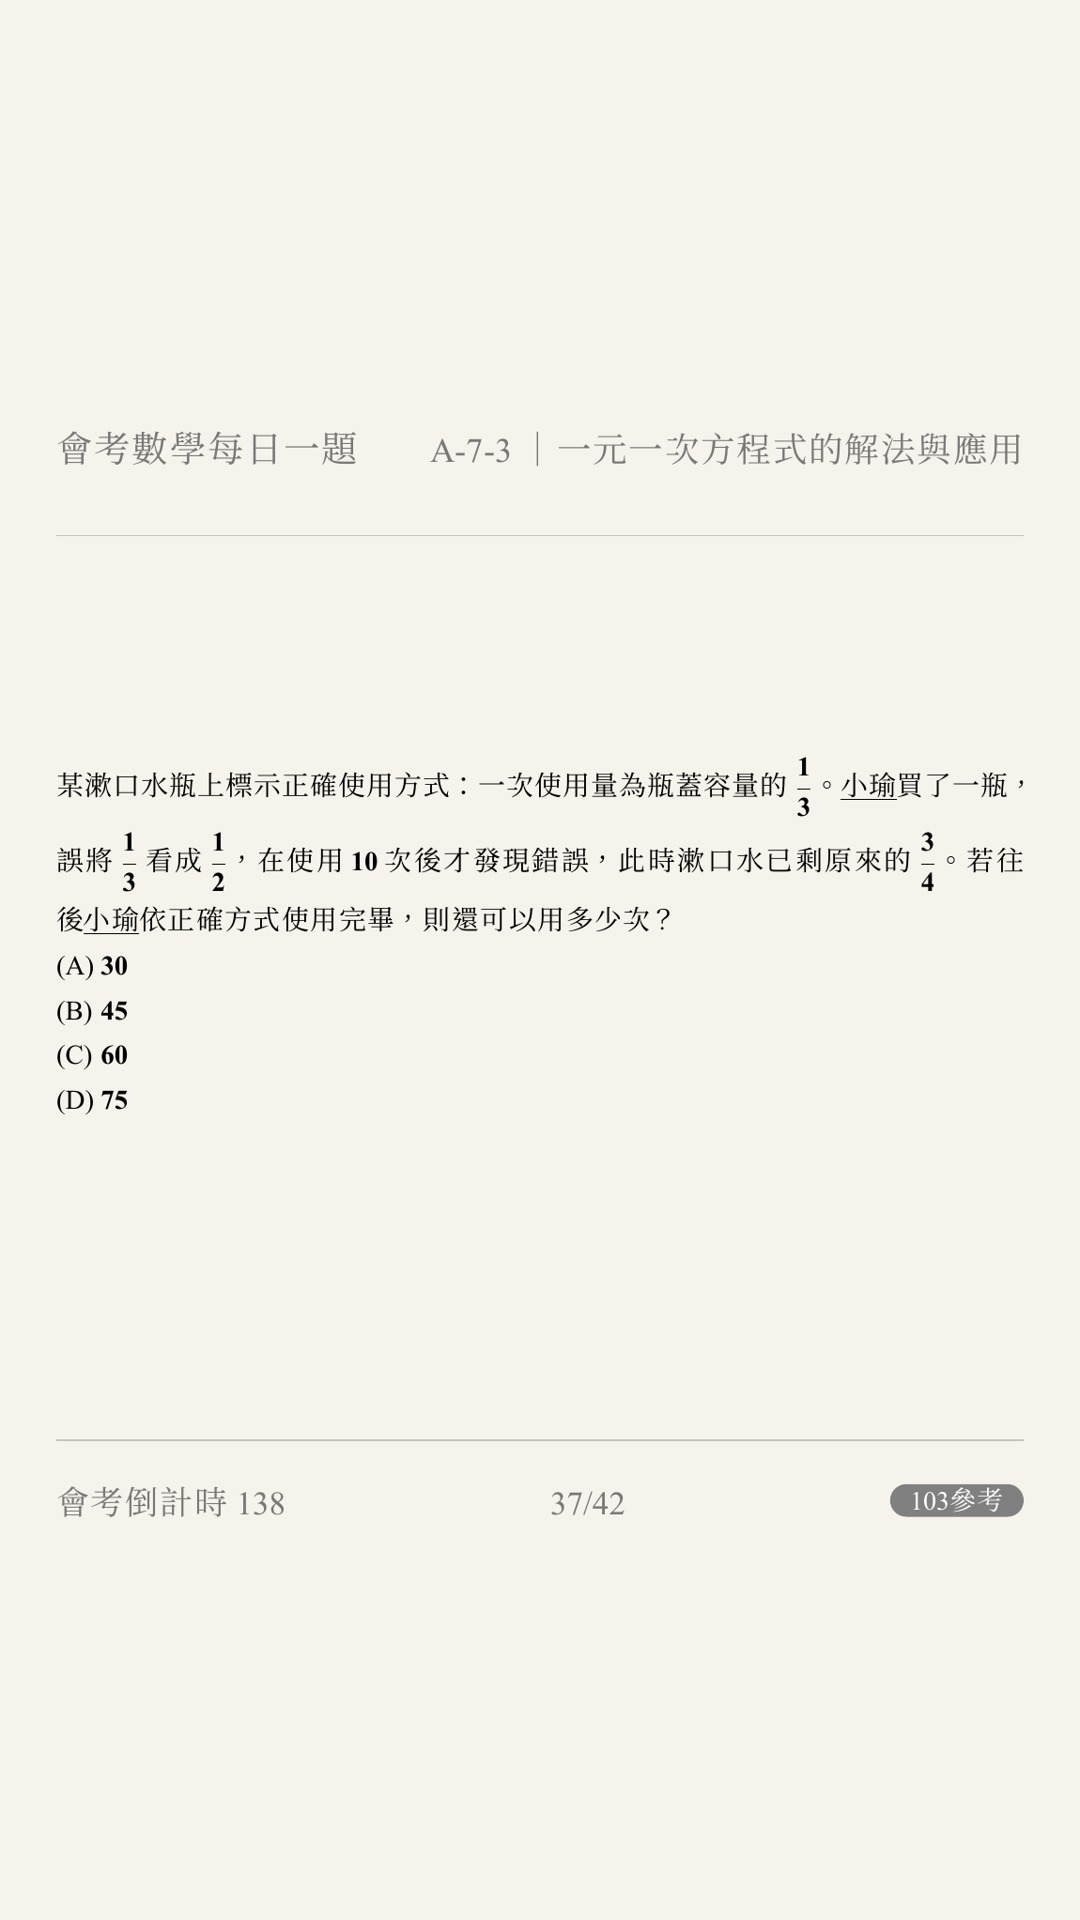 會考數學每日一題 A-7-3｜一元一次方程式的解法與應用
某漱口水瓶上標示正確使用方式：一次使用量為瓶蓋容量的 1/3。小瑜買了一瓶，
誤將 1/3 看成 1/2，在使用 10 次後才發現錯誤，此時漱口水已剩原來的 3/4。若往
後小瑜依正確方式使用完畢，則還可以用多少次？
(A) 30
(B) 45
(C) 60
(D) 75
會考倒計時 138 37/42 103參考